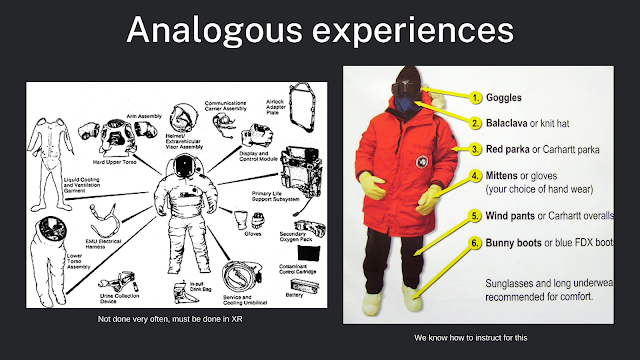 Analogous experiences
Communications
Carrier Assembly
Airlock
Adapter
Plate
Arm Assembly
Helmet/
Extravehicular
Visor Assembly
Display and
Control Module
Hard Upper Torso
Liquid Cooling
and Ventilation
Garment
Primary Life
Support Subsystem
EMU Electrical
Harness
Gloves
Secondary
Oxygen Pack
Lower
Torso
Assembly
Contaminant
Control Cartridge
Urine Collection
Device
In-suit
Drink Bag
Service and
Cooling Umbilical
Battery
Not done very often, must be done in XR
1. Goggles
2. Balaclava or knit hat
3. Red parka or Carhartt parka
4. Mittens or gloves
(your choice of hand wear)
5. Wind pants or Carhartt overalls
6. Bunny boots or blue FDX boot
Sunglasses and long underwea
recommended for comfort.
We know how to instruct for this